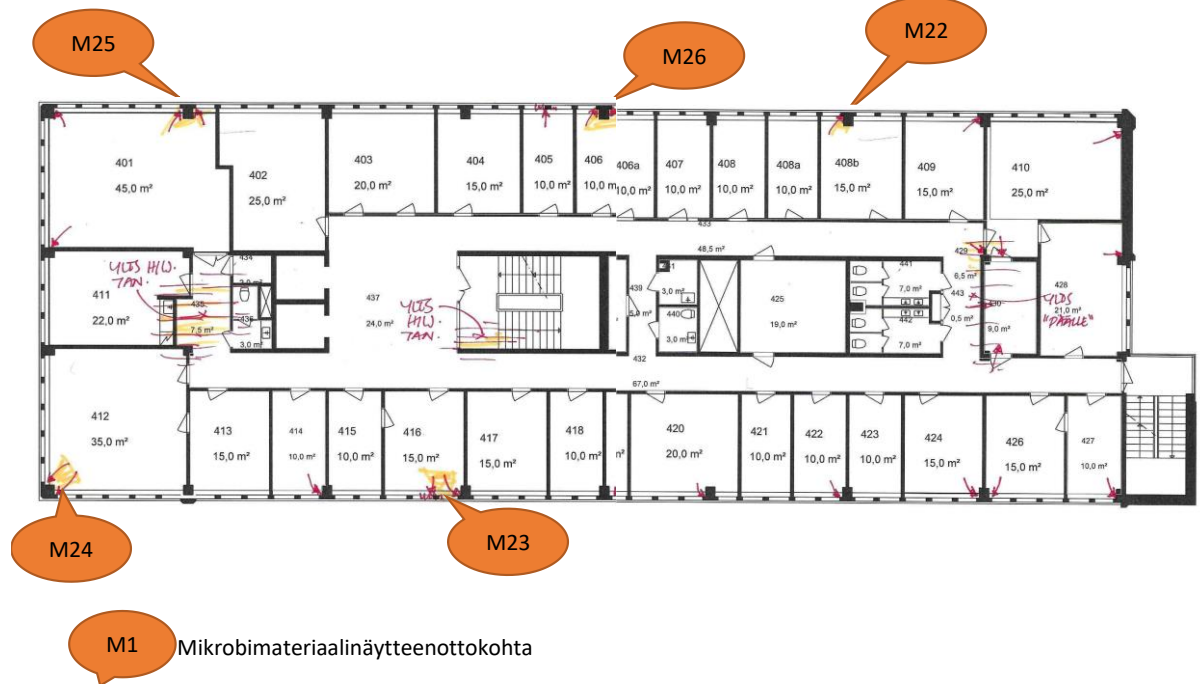 M25
M26
M22
401
45,0 m²
402
25,0 m²
403
20,0 m²
404
15,0 m²
405
10,0 m²
406
10,0 m
406a
10,0 m²
407
10,0 m²
408
10,0 m²
408a
10,0 m²
408b
15,0 m²
409
15,0 m²
410
25,0 m²
433
48,5 m²
411
22,0 m²
YLÖS H/W.
TAN.
434
435
7,5 m²
436
3,0 m²
437
24,0 m²
YLÖS
H/W
TAN.
439
3,0 m²
440
3,0 m²
425
19,0 m²
441
7,0 m²
442
7,0 m²
443
0,5 m²
429
6,5 m²
9,0 m²
428
21,0 m²
YLÖS
"PÄÄLLE"
432
67,0 m²
412
35,0 m²
413
15,0 m²
414
10,0 m²
415
10,0 m²
416
15,0 m²
417
15,0 m²
418
10,0 m²
m²
420
20,0 m²
421
10,0 m²
422
10,0 m²
423
10,0 m²
424
15,0 m²
426
15,0 m²
427
10,0 m²
M24
M23
M1 Mikrobimateriaalinäytteenottokohta